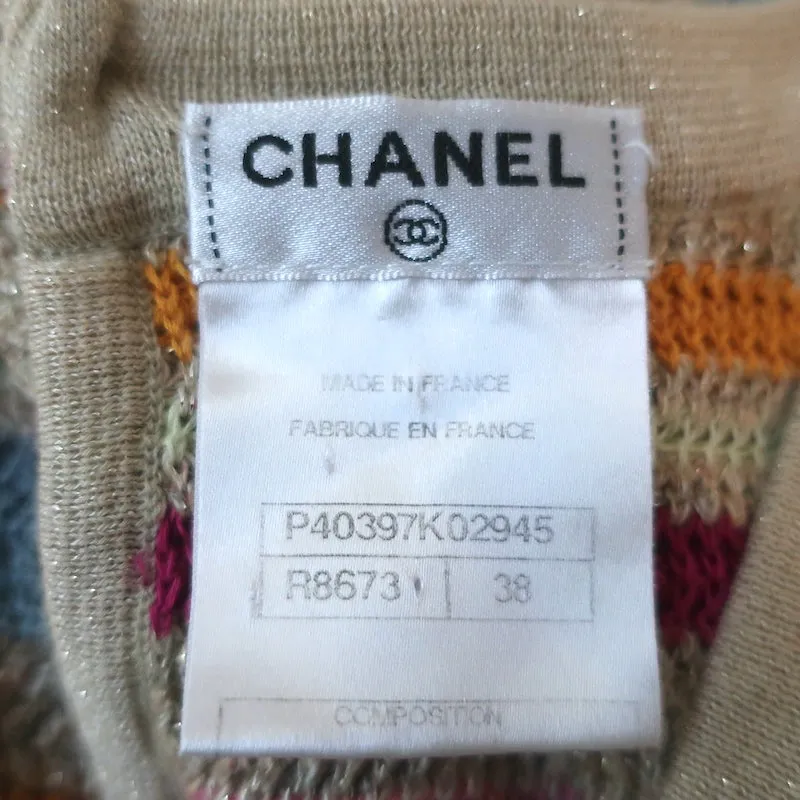 CHANEL
MADE IN FRANCE
FABRIQUE EN FRANCE
P40397K02945
R8673 38
COMPOSITION